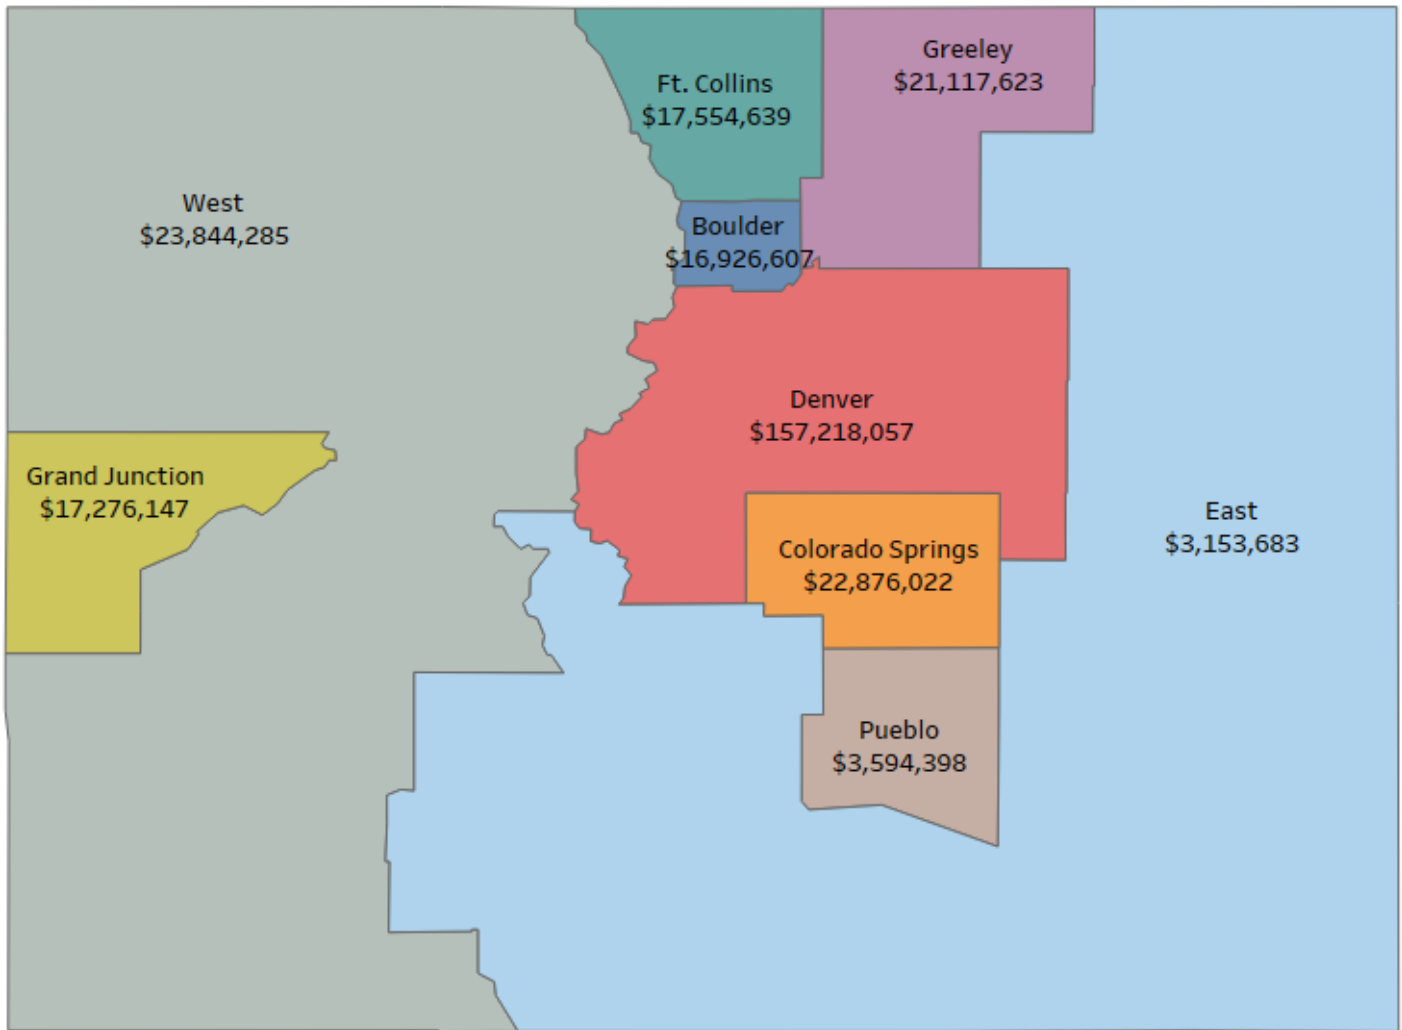 Greeley
$21,117,623
Ft. Collins
$17,554,639
West
$23,844,285
Boulder
$16,926,607
Denver
$157,218,057
Grand Junction
$17,276,147
East
$3,153,683
Colorado Springs
$22,876,022
Pueblo
$3,594,398